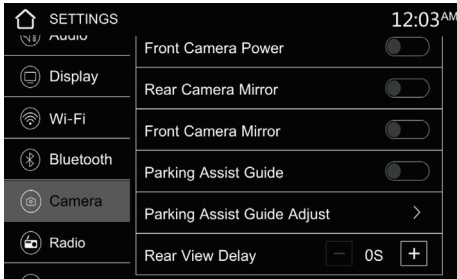 SETTINGS
12:03AM
Audio
Display
Wi-Fi
Bluetooth
Camera
Radio
Front Camera Power
Rear Camera Mirror
Front Camera Mirror
Parking Assist Guide
Parking Assist Guide Adjust >
Rear View Delay − 0S +